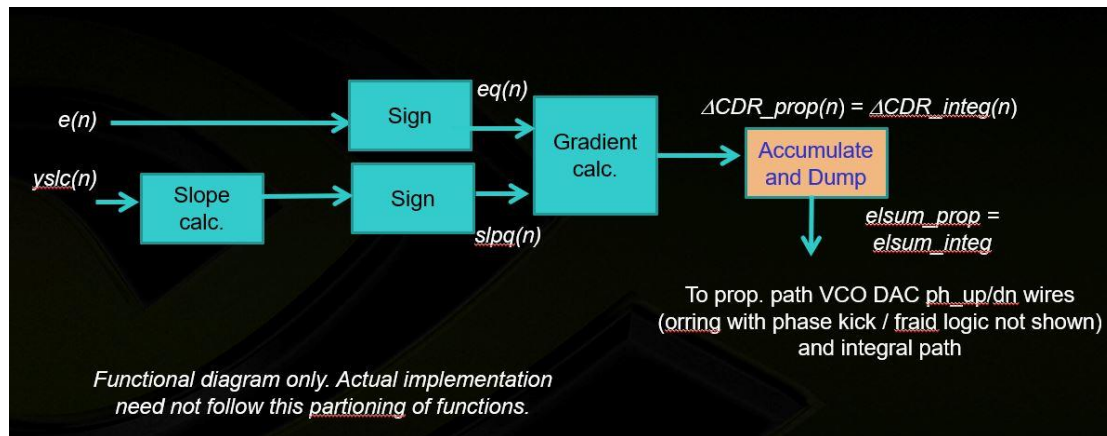 e(n)
Sign
eq(n)
Gradient
calc.
ΔCDR_prop(n) = ΔCDR_integ(n)
Accumulate
and Dump
yslc(n)
Slope
calc.
Sign
slpq(n)
elsum_prop =
elsum_integ
To prop. path VCO DAC ph_up/dn wires
(orring with phase kick / fraid logic not shown)
and integral path
Functional diagram only. Actual implementation
need not follow this partioning of functions.